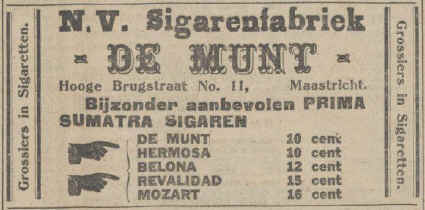 Grossiers in Sigaretten.
N.V. Sigarenfabriek
- DE MUNT -
Hooge Brugstraat No. 11, Maastricht.
Bijzonder aanbevolen PRIMA
SUMATRA SIGAREN
DE MUNT 10 cent
HERMOSA 10 cent
BELONA 12 cent
REVALIDAD 15 cent
MOZART 16 cent
Grossiers in Sigaretten.